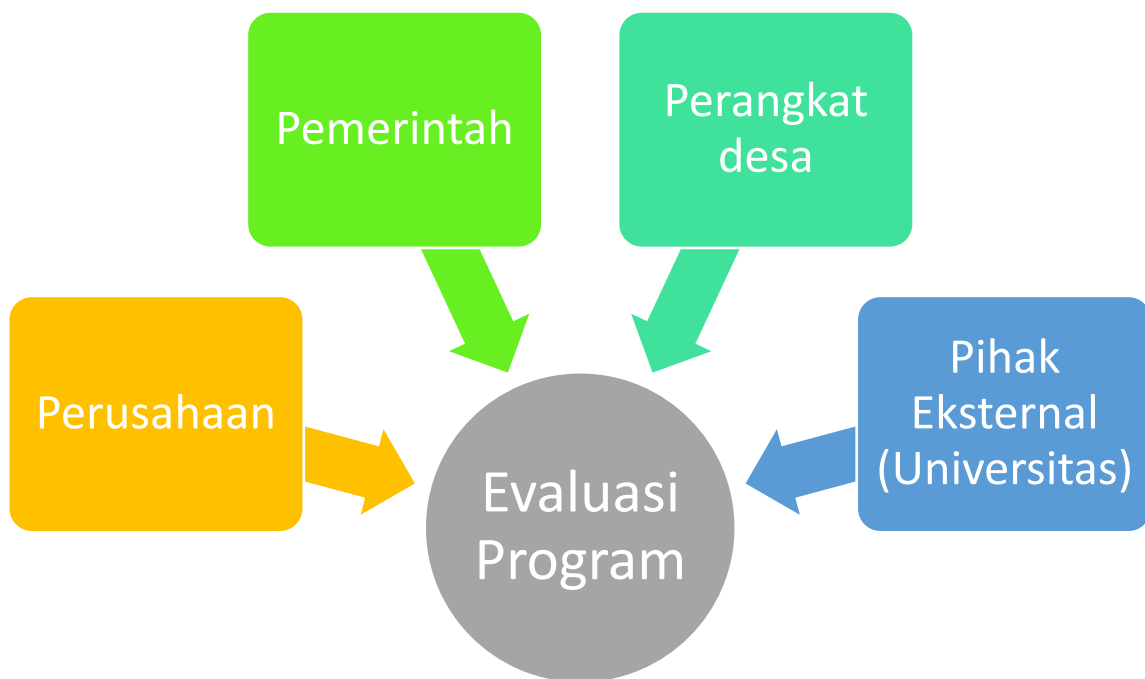 Pemerintah
Perangkat
desa
Perusahaan
Pihak
Eksternal
(Universitas)
Evaluasi
Program